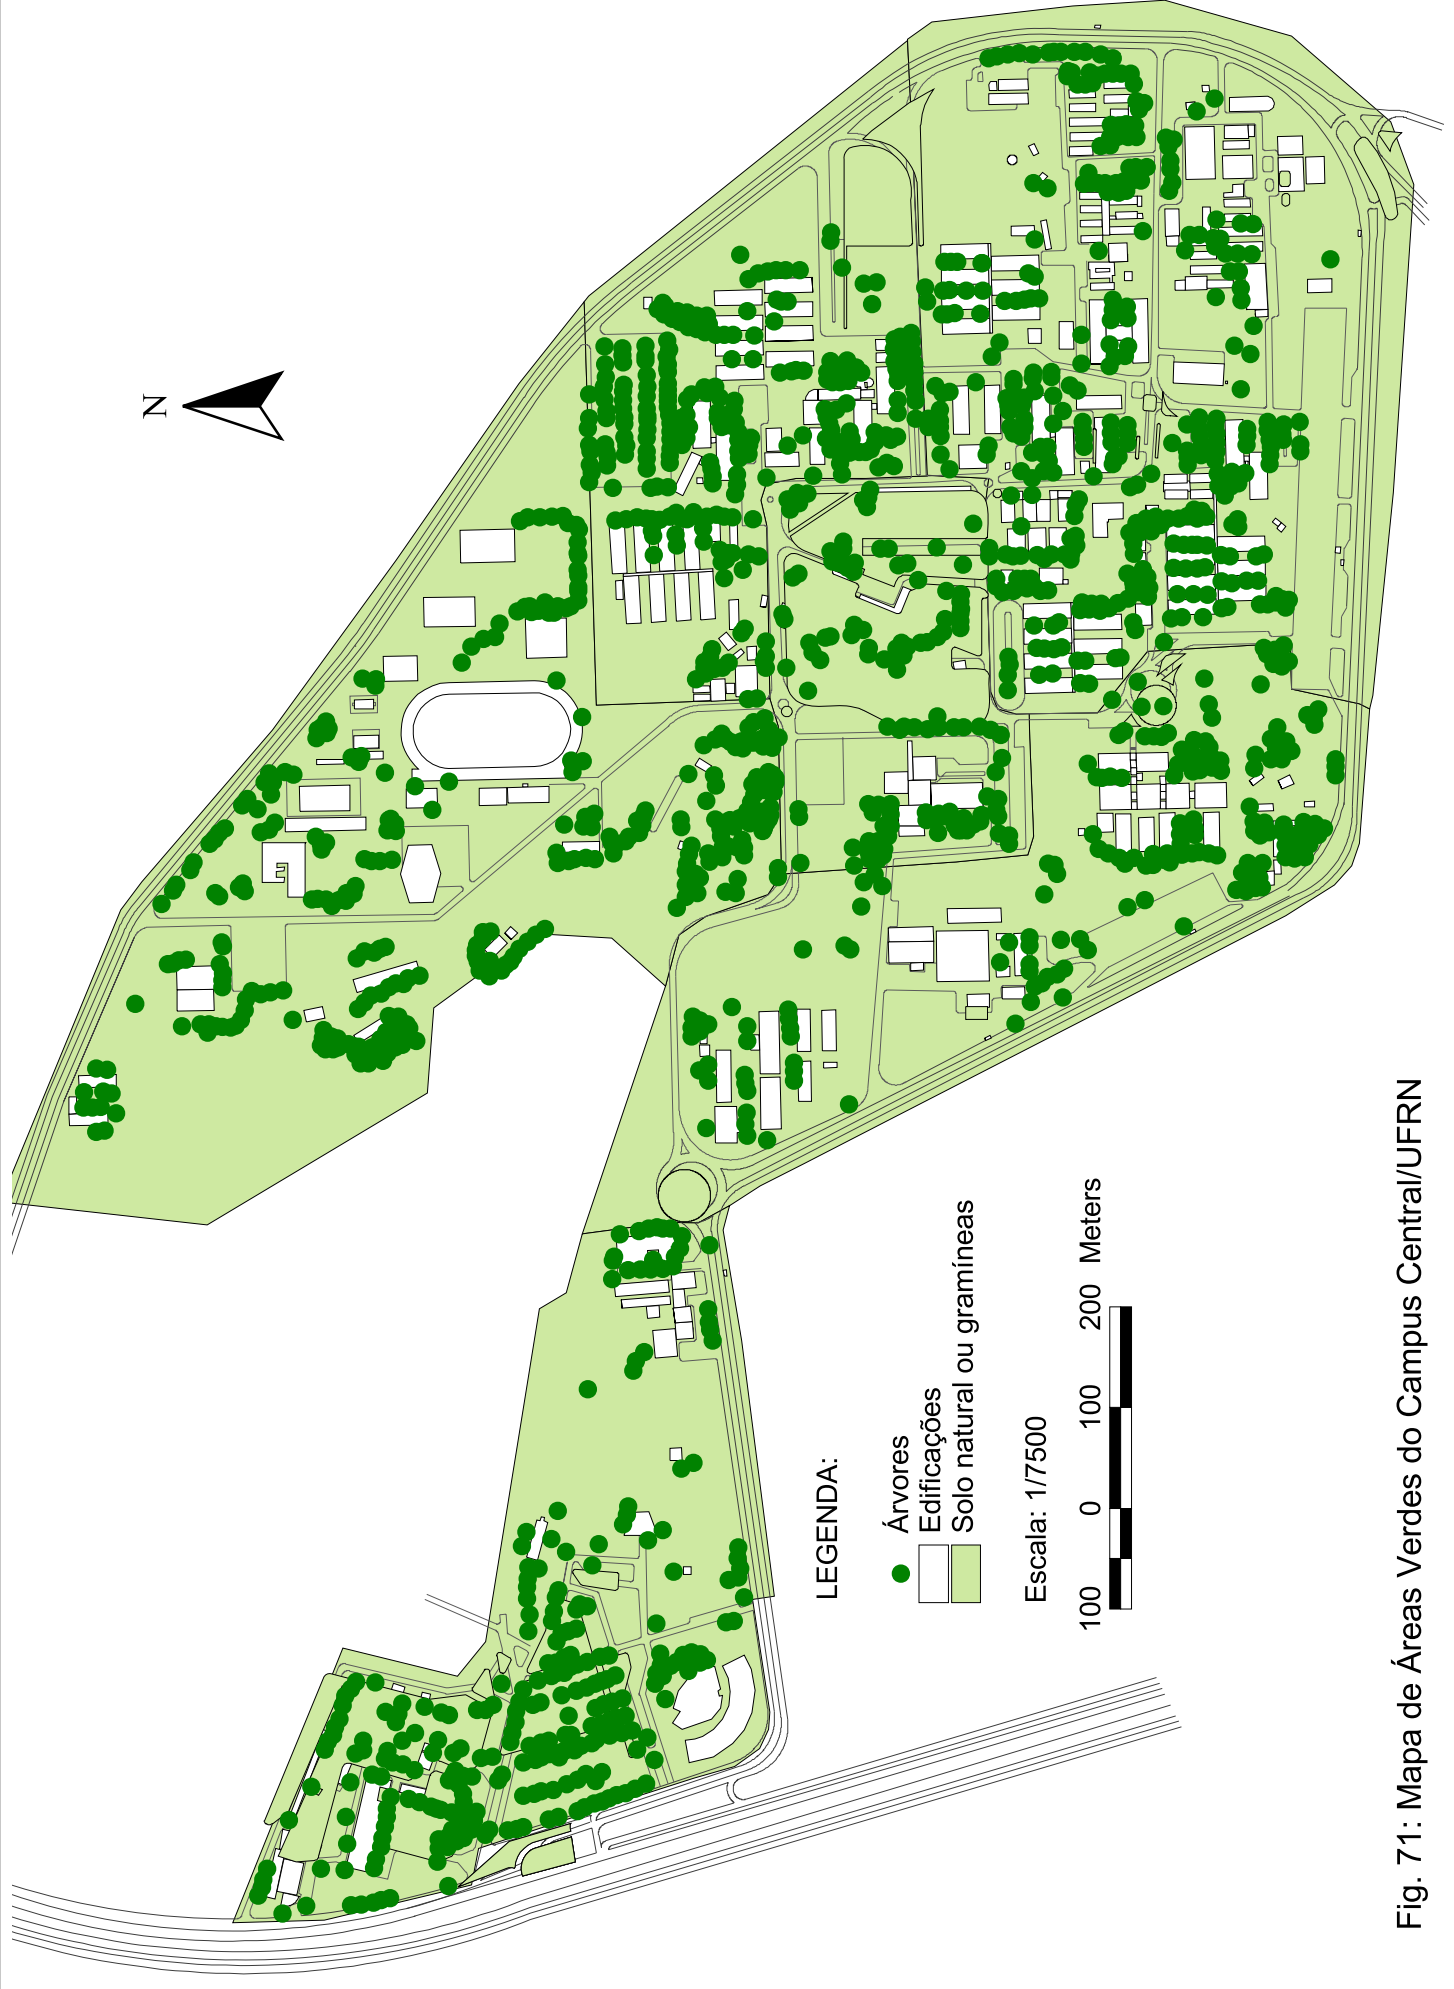 N
LEGENDA:
Árvores
Edificações
Solo natural ou gramíneas
Escala: 1/7500
100 0 100 200 Meters
Fig. 71: Mapa de Áreas Verdes do Campus Central/UFRN